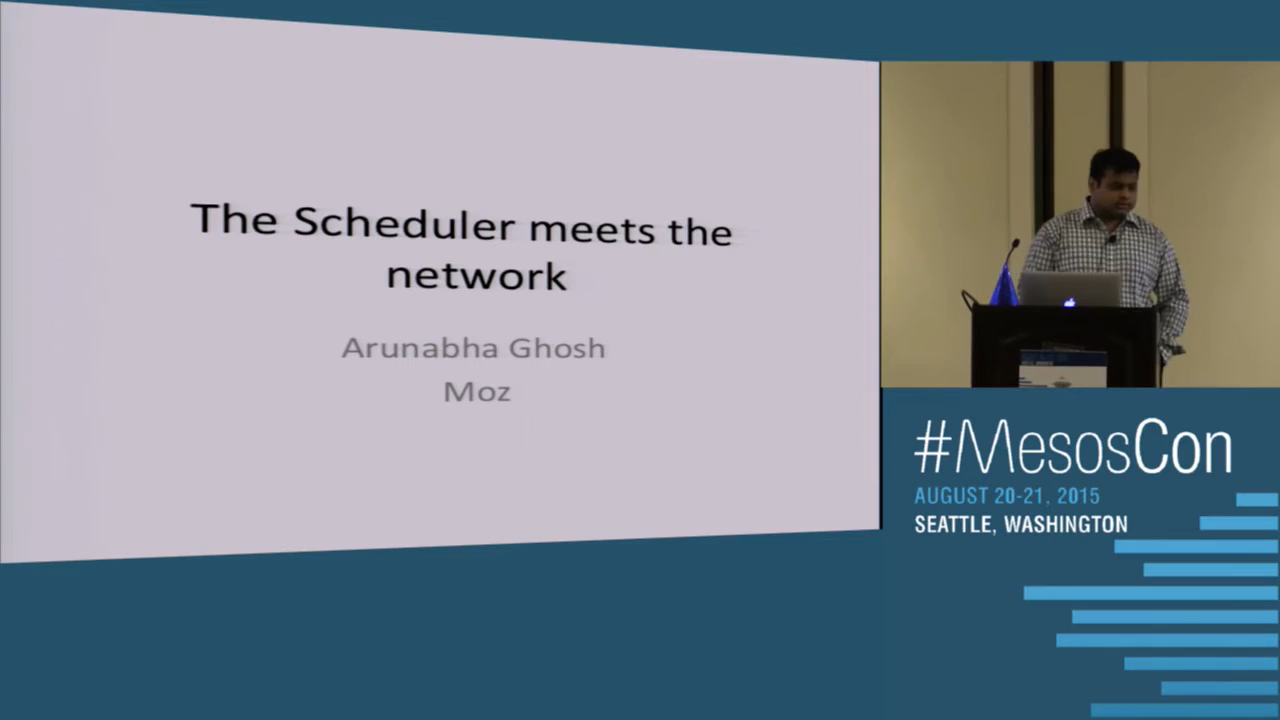 The Scheduler meets the
network
Arunabha Ghosh
Moz
#MesosCon
AUGUST 20-21, 2015
SEATTLE, WASHINGTON